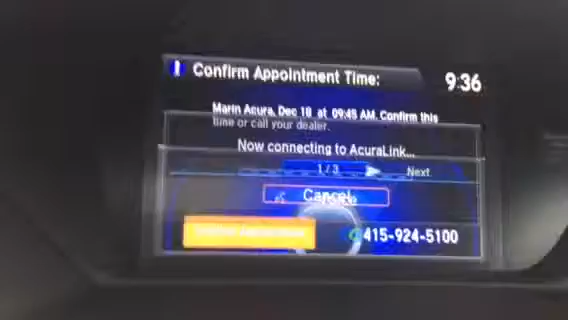 Confirm Appointment Time:
9:36
Marin Acura, Dec 18 at 09:45 AM. Confirm this
time or call your dealer.
Now connecting to AcuraLink...
1/3
Next
Cancel
415-924-5100